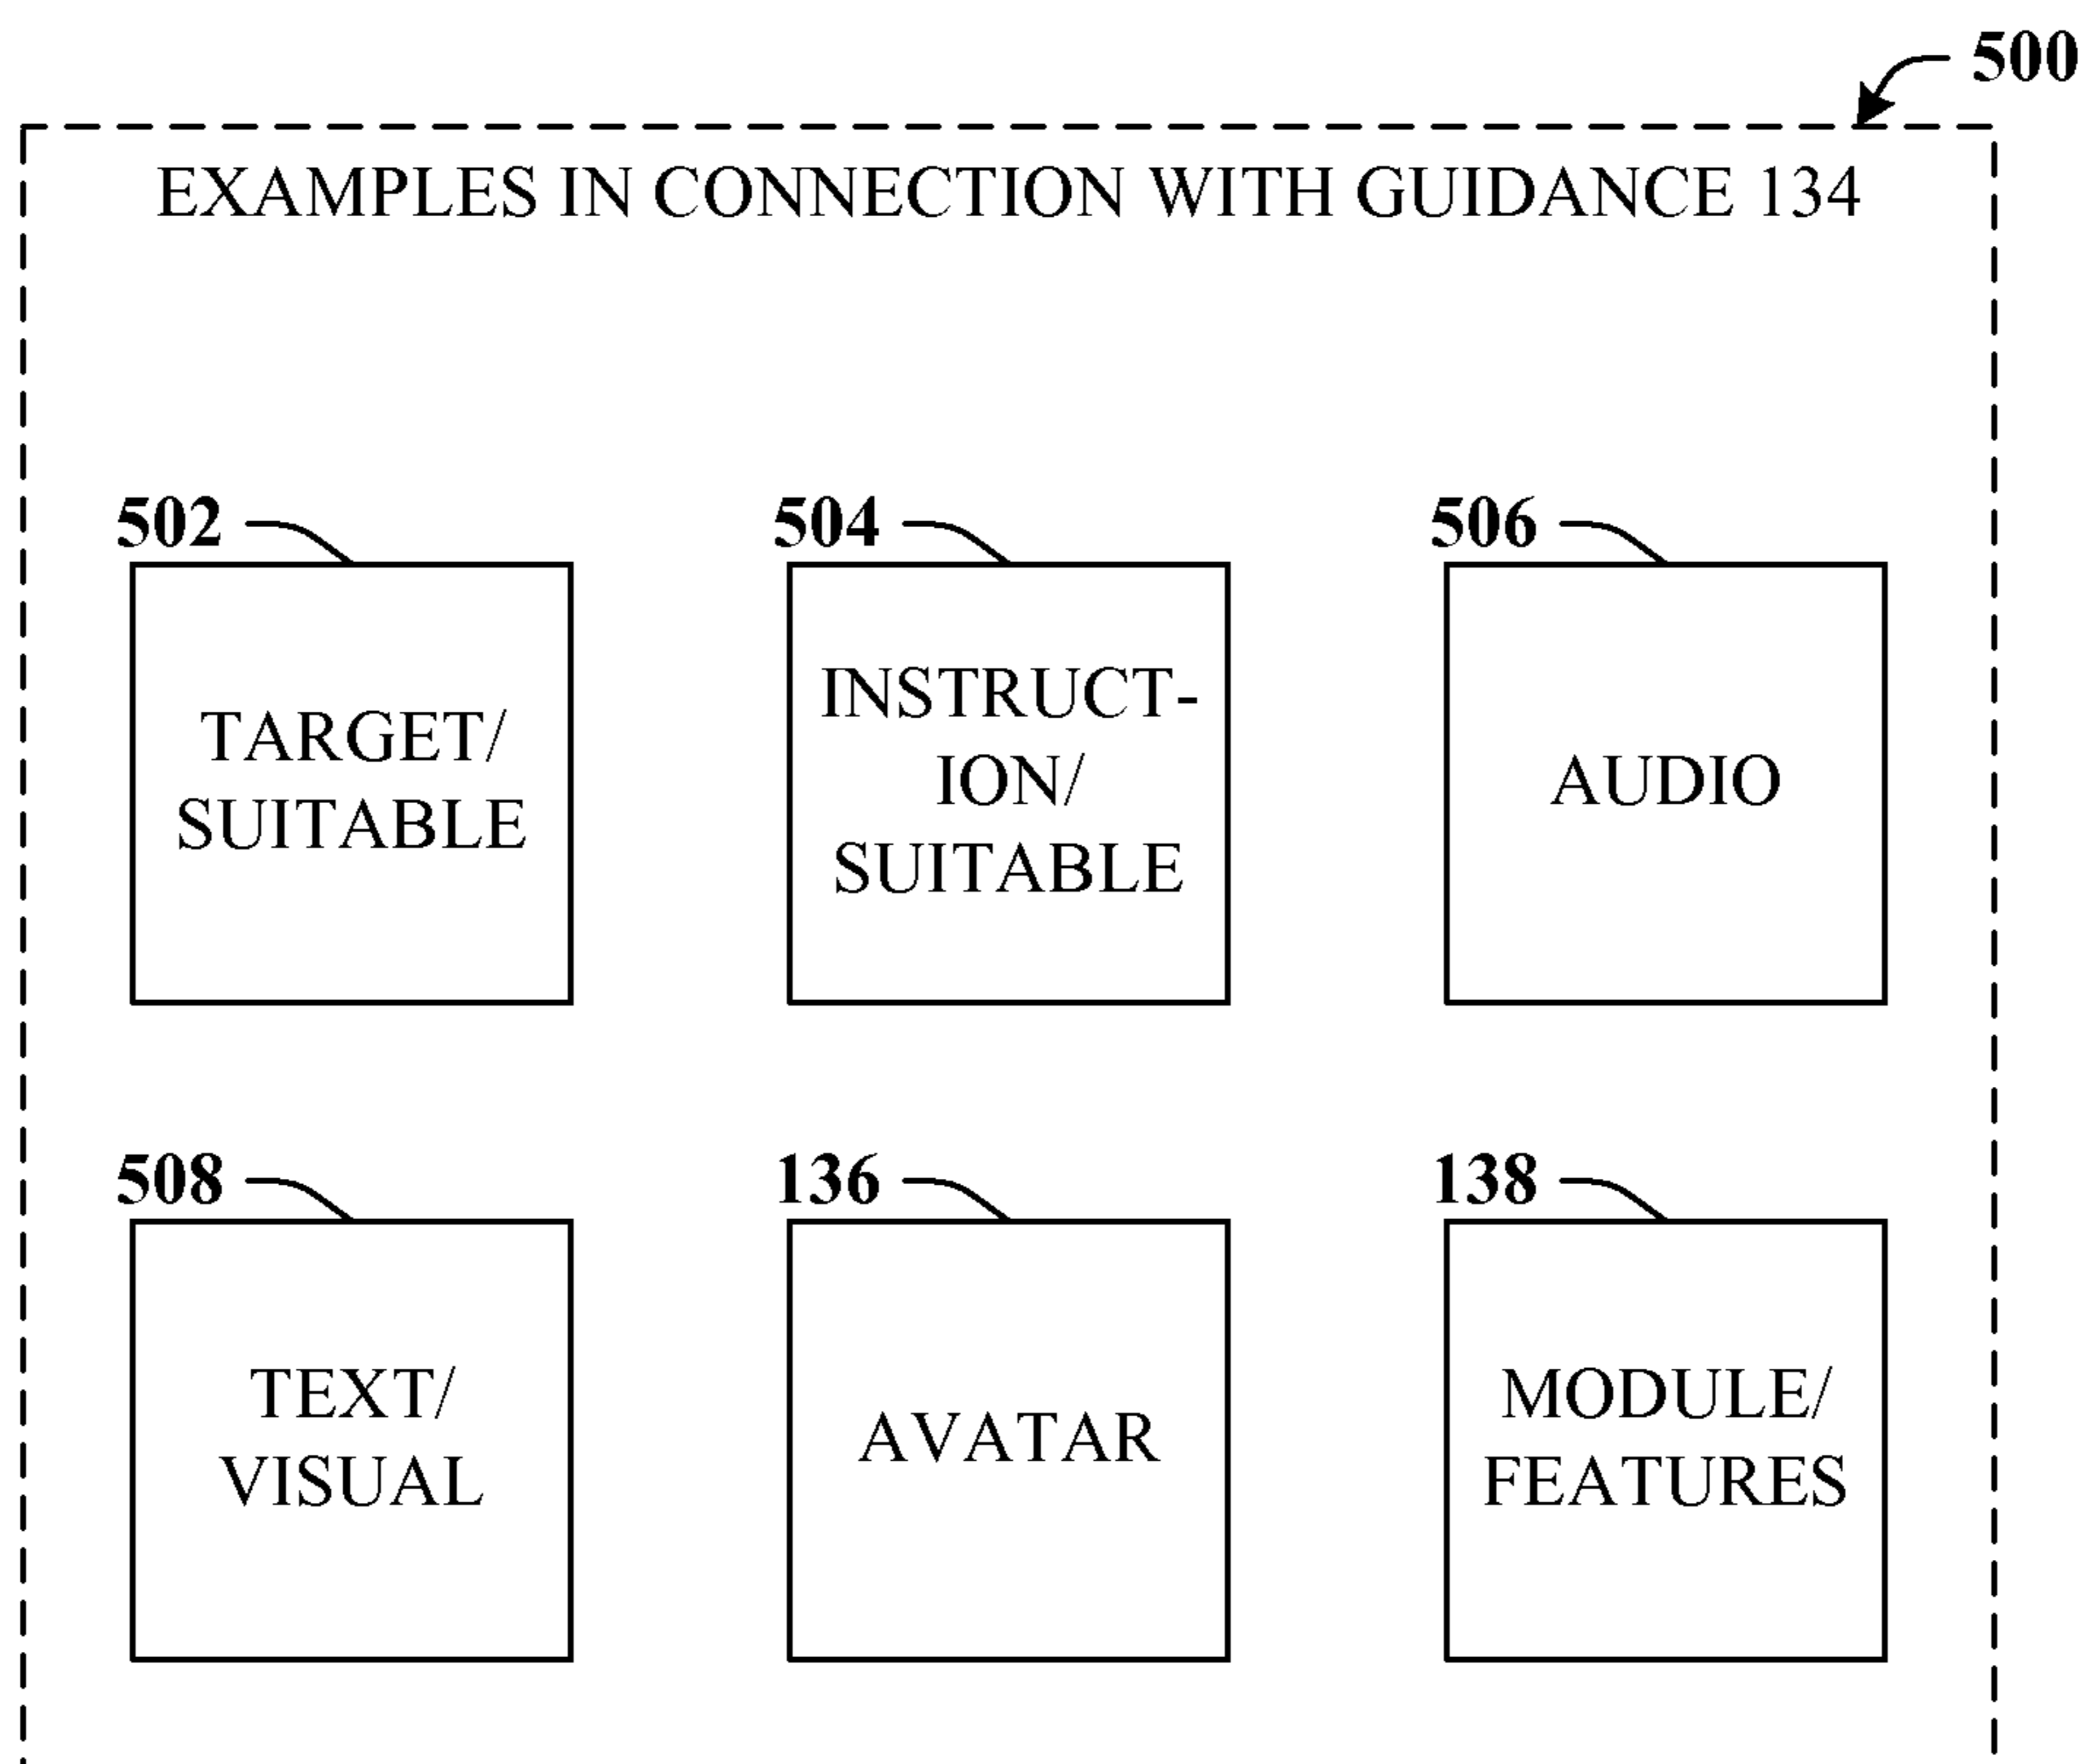 500
EXAMPLES IN CONNECTION WITH GUIDANCE 134
502
TARGET/
SUITABLE
504
INSTRUCT-
ION/
SUITABLE
506
AUDIO
508
TEXT/
VISUAL
136
AVATAR
138
MODULE/
FEATURES